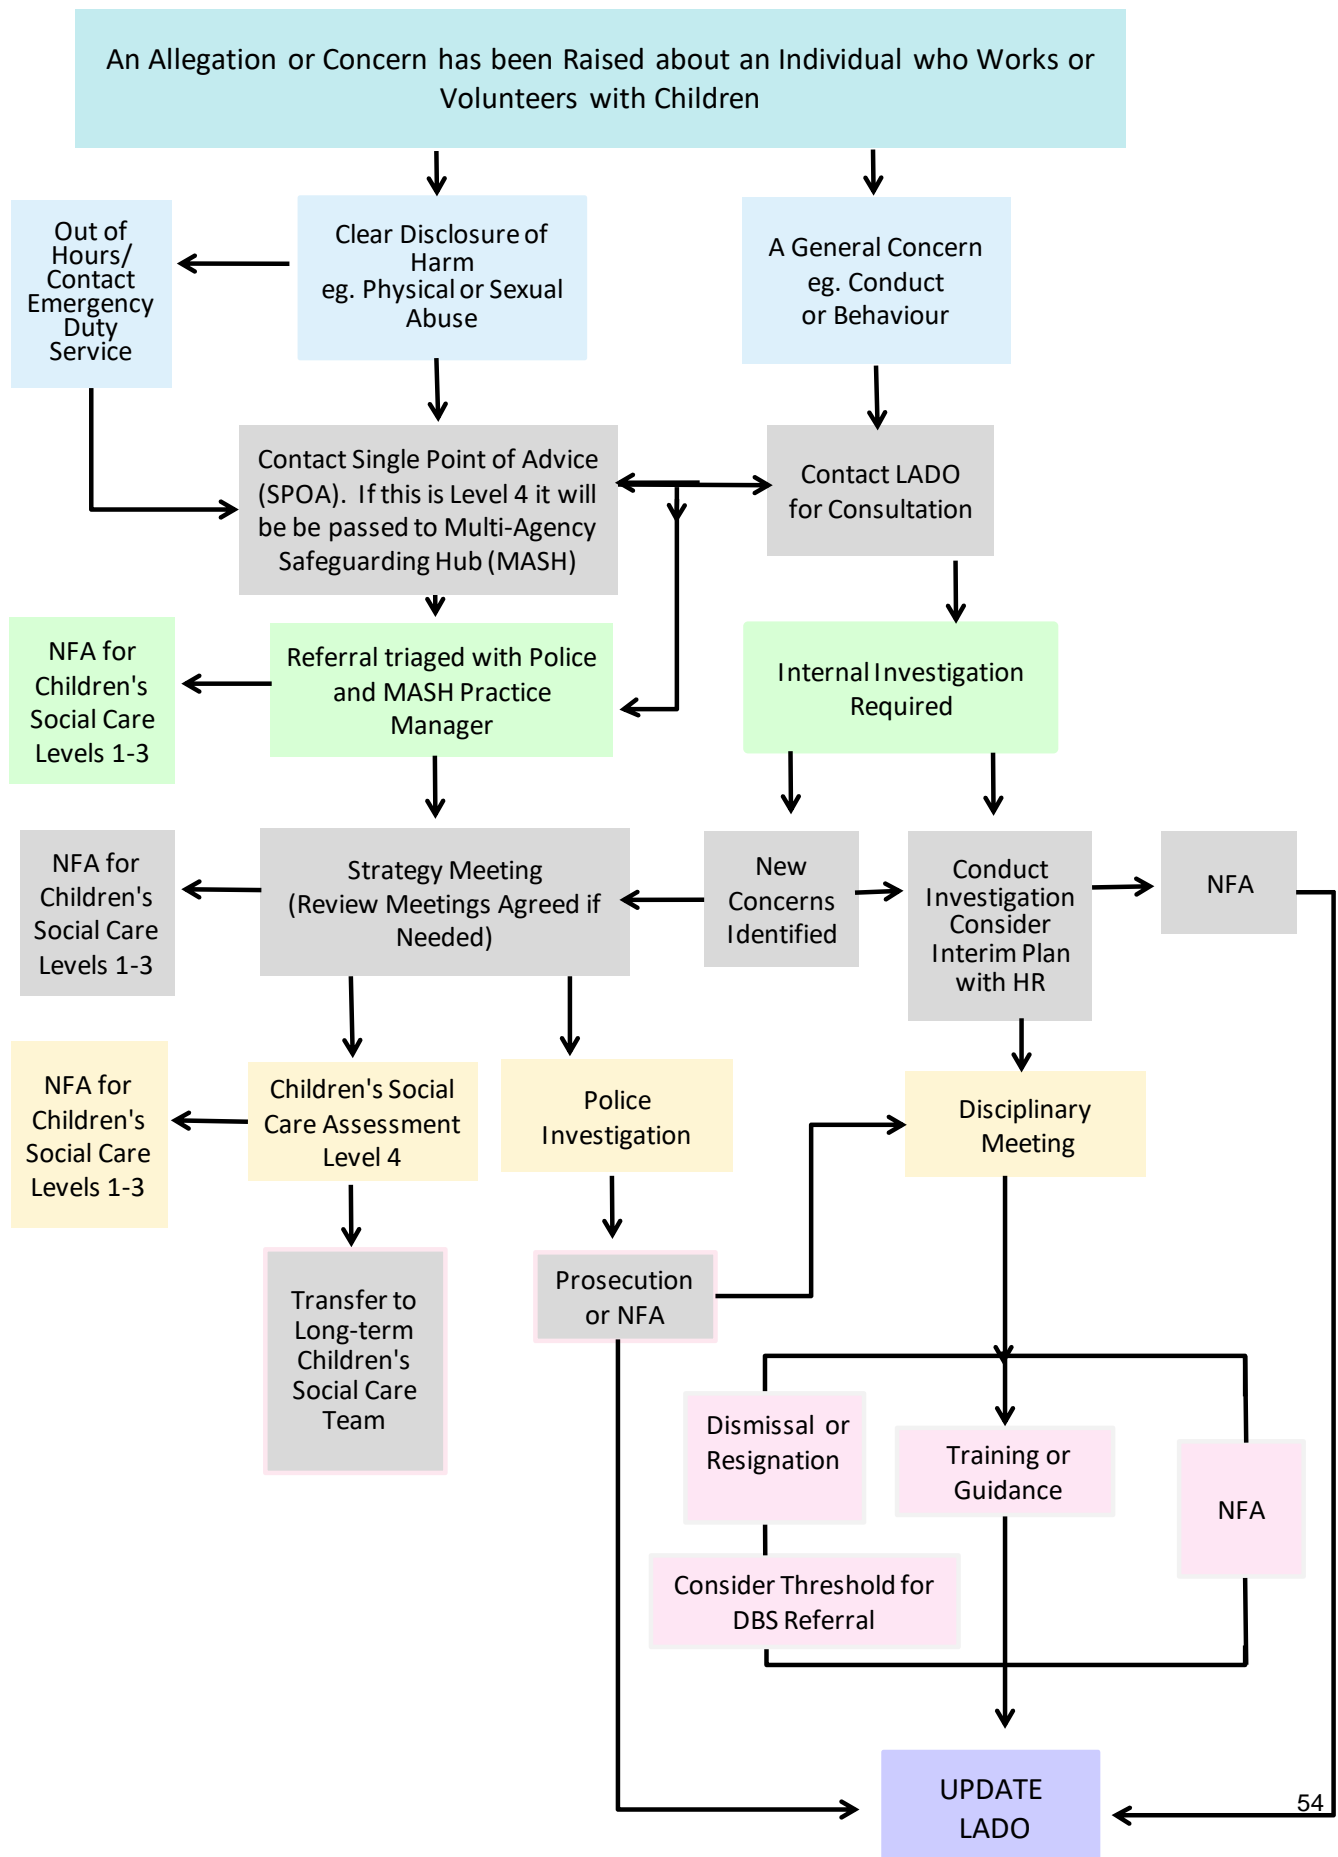 An Allegation or Concern has been Raised about an Individual who Works or
Volunteers with Children
Out of
Hours/
Contact
Emergency
Duty
Service
Clear Disclosure of
Harm
eg. Physical or Sexual
Abuse
A General Concern
eg. Conduct
or Behaviour
Contact Single Point of Advice
(SPOA). If this is Level 4 it will
be be passed to Multi-Agency
Safeguarding Hub (MASH)
Contact LADO
for Consultation
NFA for
Children's
Social Care
Levels 1-3
Referral triaged with Police
and MASH Practice
Manager
Internal Investigation
Required
NFA for
Children's
Social Care
Levels 1-3
Strategy Meeting
(Review Meetings Agreed if
Needed)
New
Concerns
Identified
Conduct
Investigation
Consider
Interim Plan
with HR
NFA
NFA for
Children's
Social Care
Levels 1-3
Children's Social
Care Assessment
Level 4
Police
Investigation
Disciplinary
Meeting
Transfer to
Long-term
Children's
Social Care
Team
Prosecution
or NFA
Dismissal or
Resignation
Training or
Guidance
NFA
Consider Threshold for
DBS Referral
UPDATE
LADO
54